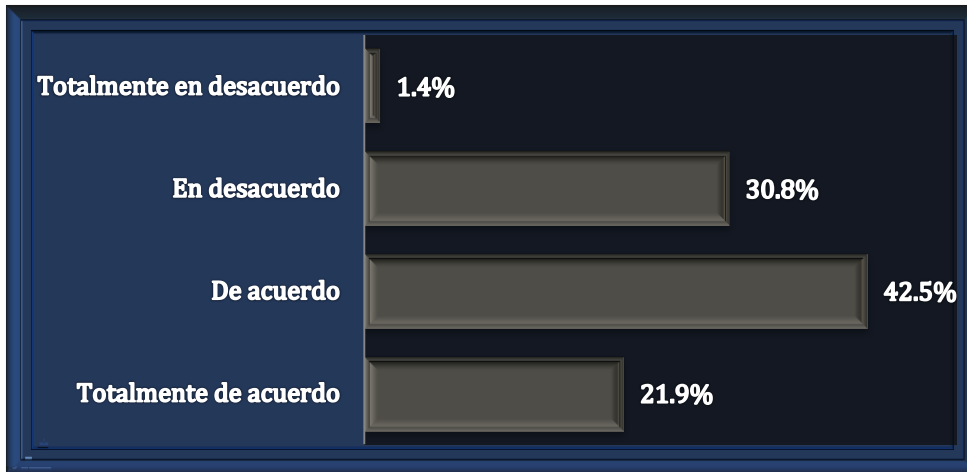 Totalmente en desacuerdo 1.4%
En desacuerdo 30.8%
De acuerdo 42.5%
Totalmente de acuerdo 21.9%